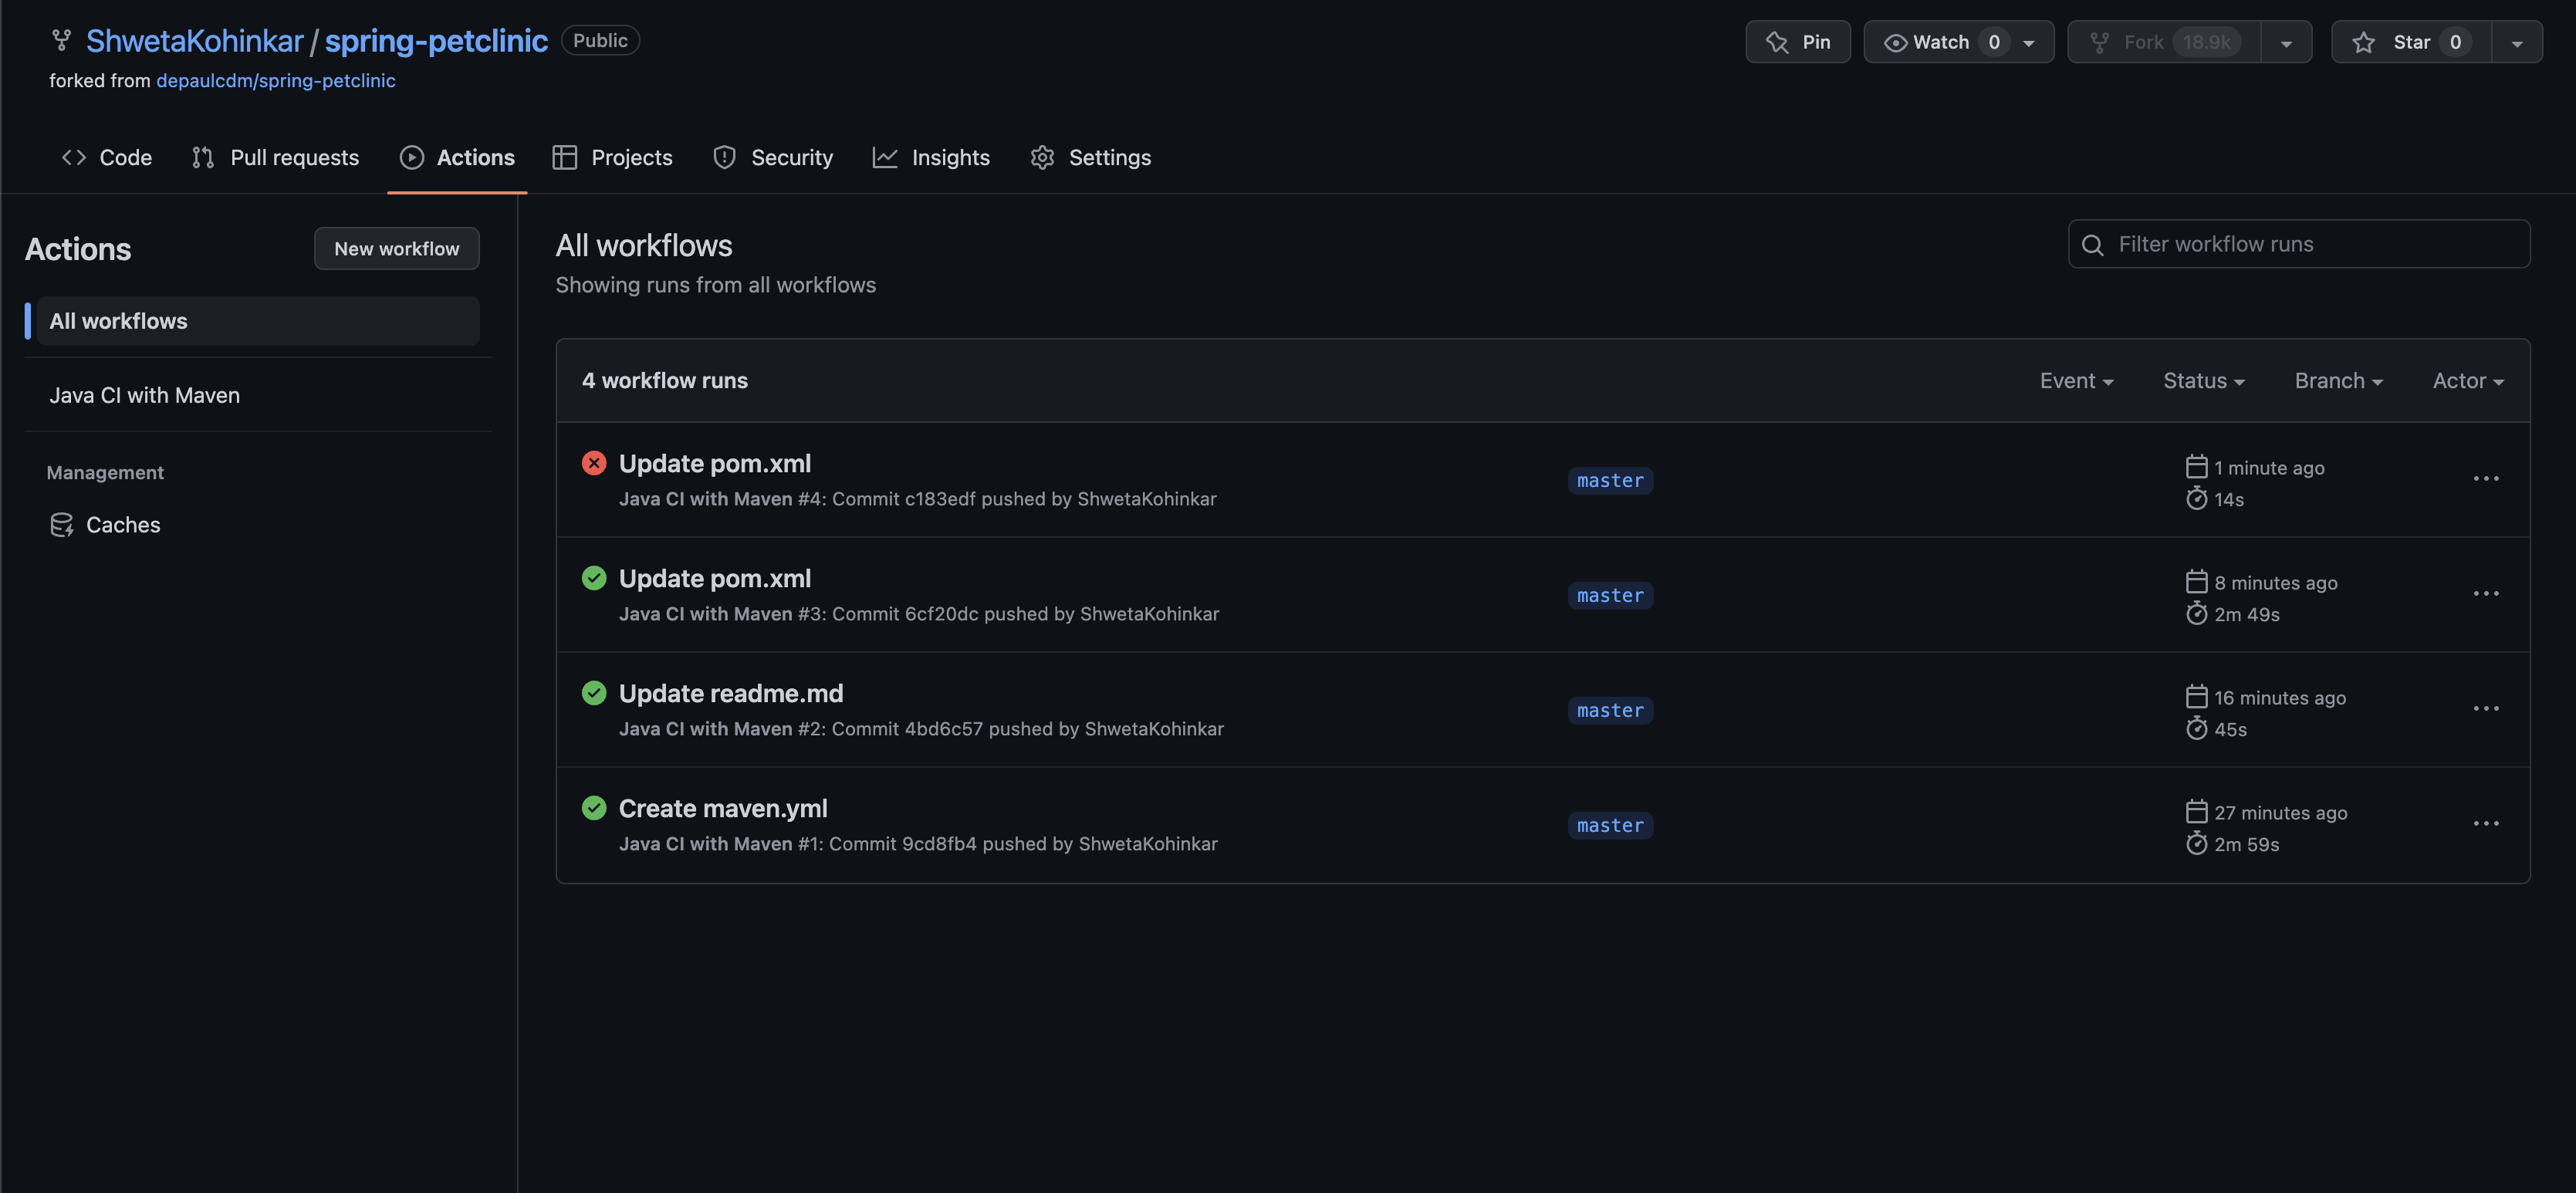 ShwetaKohinkar / spring-petclinic Public
Pin Watch 0 Fork 18.9k Star 0
forked from depaulcdm/spring-petclinic
Code Pull requests Actions Projects Security Insights Settings
Actions
New workflow
All workflows
Java CI with Maven
Management
Caches
All workflows
Showing runs from all workflows
Filter workflow runs
4 workflow runs
Event Status Branch Actor
Update pom.xml
Java CI with Maven #4: Commit c183edf pushed by ShwetaKohinkar
master
1 minute ago
14s
Update pom.xml
Java CI with Maven #3: Commit 6cf20dc pushed by ShwetaKohinkar
master
8 minutes ago
2m 49s
Update readme.md
Java CI with Maven #2: Commit 4bd6c57 pushed by ShwetaKohinkar
master
16 minutes ago
45s
Create maven.yml
Java CI with Maven #1: Commit 9cd8fb4 pushed by ShwetaKohinkar
master
27 minutes ago
2m 59s